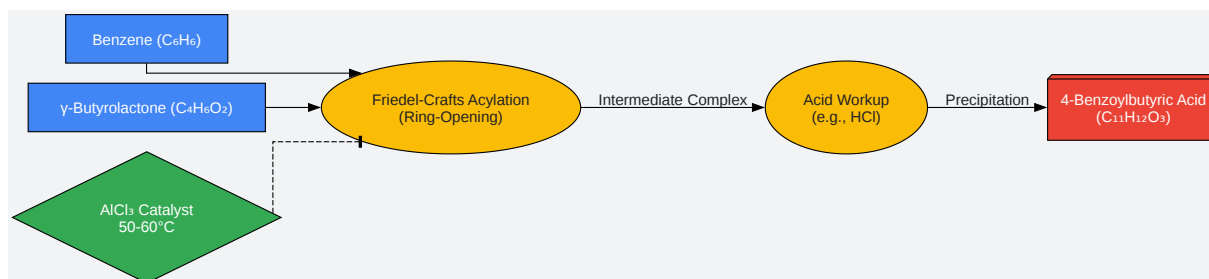 Benzene (C₆H₆)
γ-Butyrolactone (C₄H₆O₂)
AlCl₃ Catalyst
50-60°C
Friedel-Crafts Acylation
(Ring-Opening)
Intermediate Complex
Acid Workup
(e.g., HCl)
Precipitation
4-Benzoylbutyric Acid
(C₁₁H₁₂O₃)